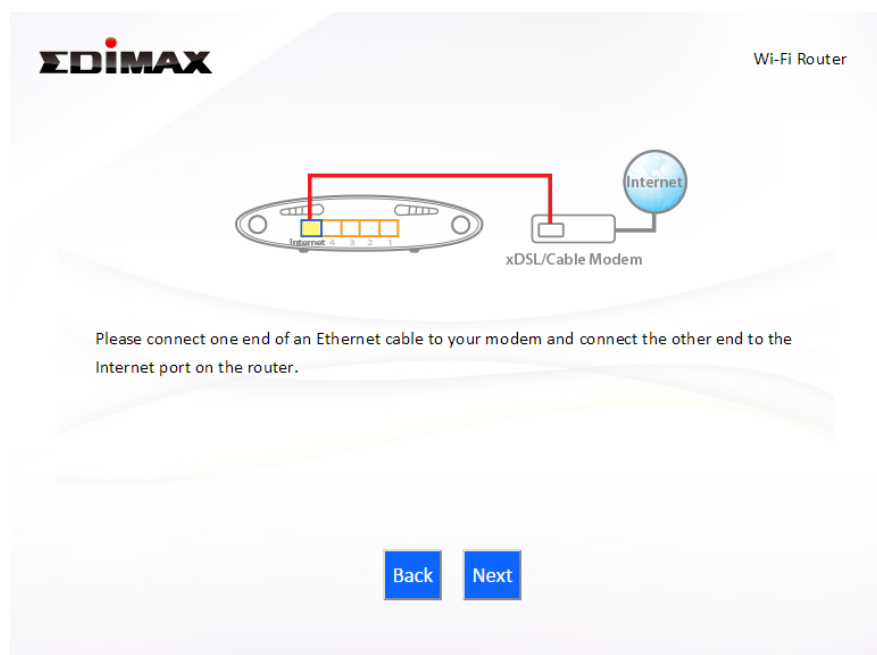 EDIMAX
Wi-Fi Router
Internet
Internet 4 3 2 1
xDSL/Cable Modem
Please connect one end of an Ethernet cable to your modem and connect the other end to the
Internet port on the router.
Back Next